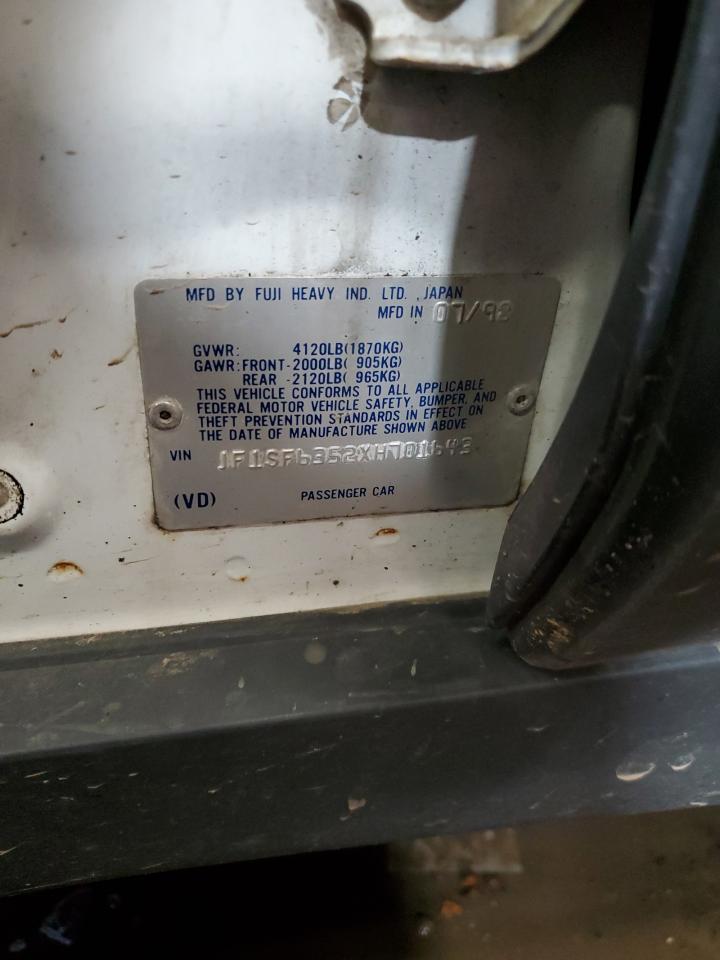 MFD BY FUJI HEAVY IND. LTD. ,JAPAN
MFD IN 07/98
GVWR: 4120LB(1870KG)
GAWR:FRONT-2000LB( 905KG)
REAR -2120LB( 965KG)
THIS VEHICLE CONFORMS TO ALL APPLICABLE
FEDERAL MOTOR VEHICLE SAFETY, BUMPER, AND
THEFT PREVENTION STANDARDS IN EFFECT ON
THE DATE OF MANUFACTURE SHOWN ABOVE
VIN JF1SF6352XH701643
(VD) PASSENGER CAR